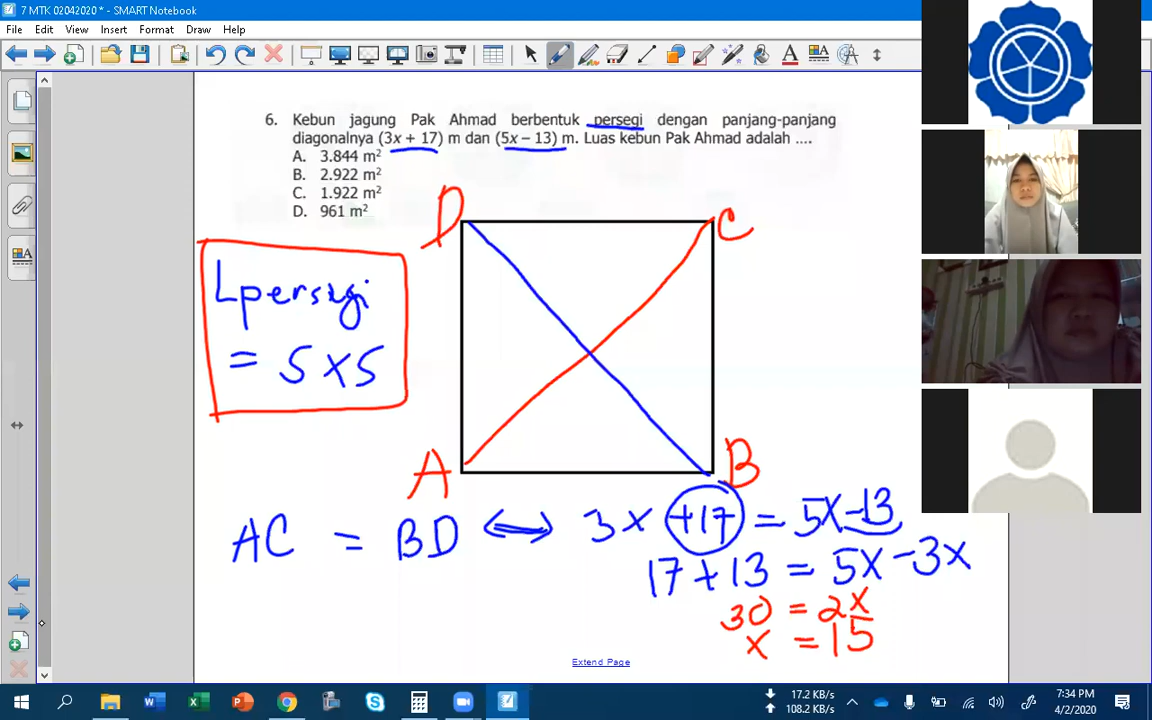 7 MTK 02042020 * - SMART Notebook
File Edit View Insert Format Draw Help
6. Kebun jagung Pak Ahmad berbentuk persegi dengan panjang-panjang
diagonalnya (3x + 17) m dan (5x – 13) m. Luas kebun Pak Ahmad adalah ....
A. 3.844 m²
B. 2.922 m²
C. 1.922 m²
D. 961 m²
D
C
Lpersegi
= S x S
A
B
AC = BD ⟺ 3x +17 = 5x-13
17 + 13 = 5x - 3x
30 = 2x
x = 15
Extend Page
17.2 KB/s
108.2 KB/s
7:34 PM
4/2/2020